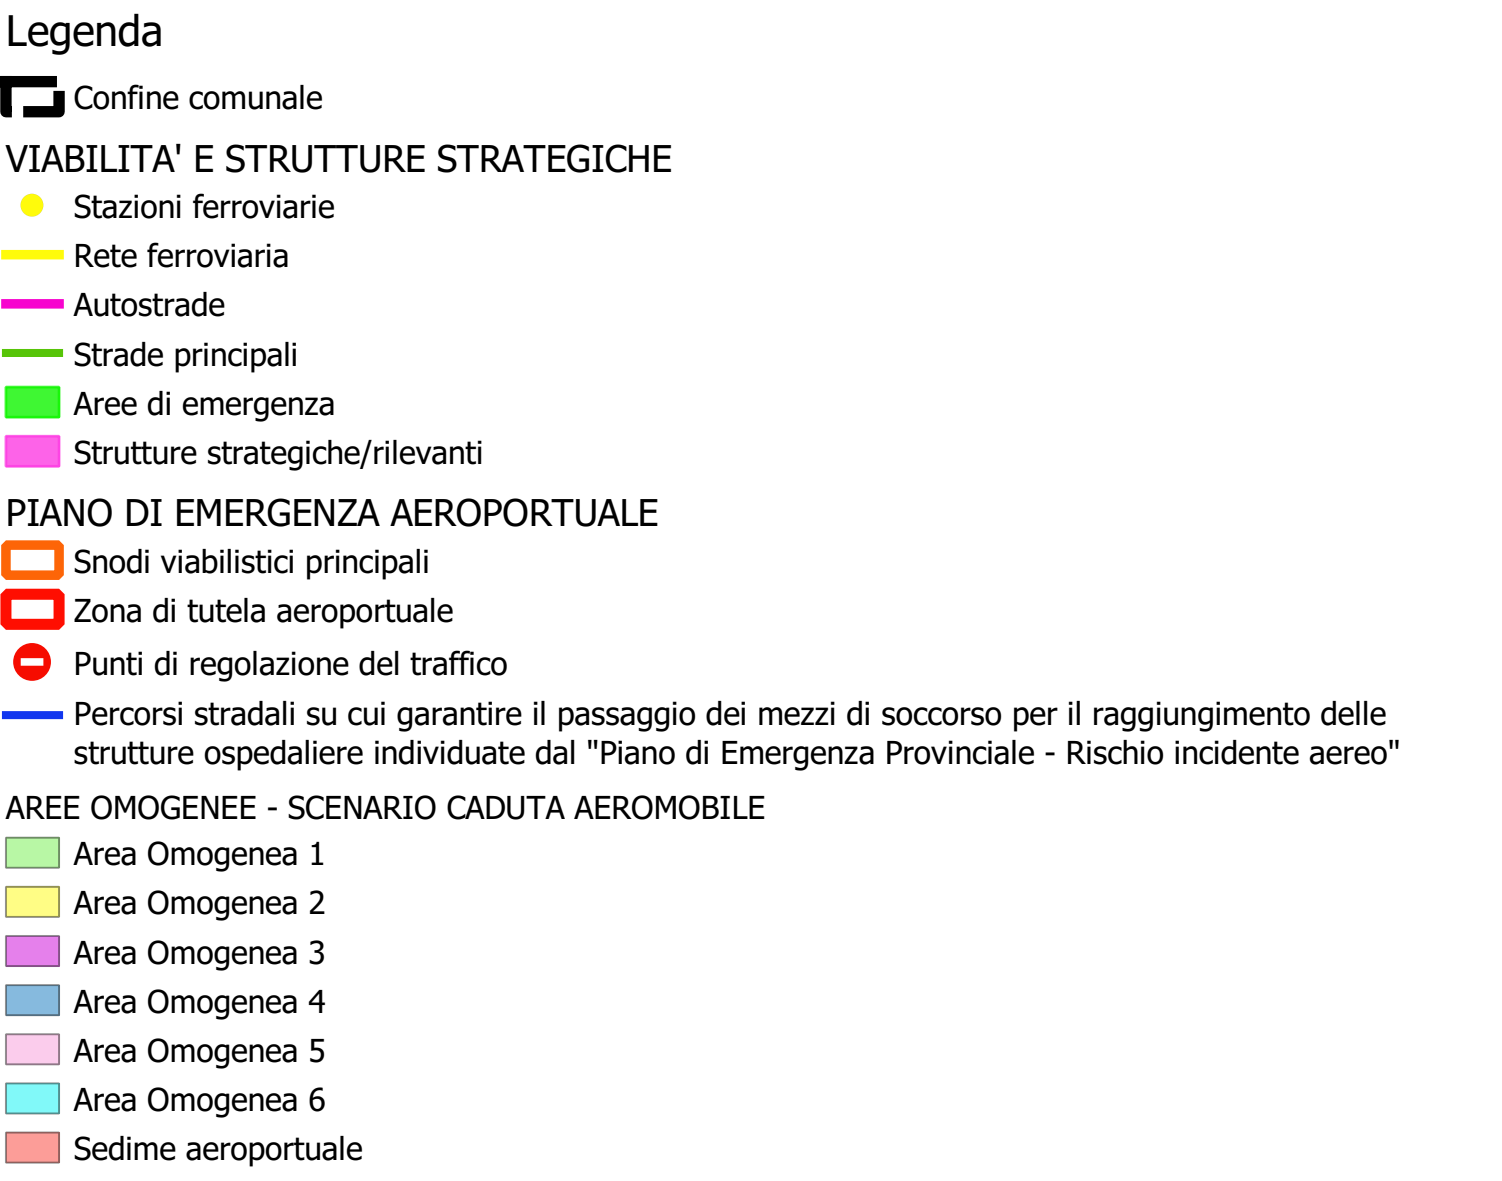 Legenda
Confine comunale
VIABILITA' E STRUTTURE STRATEGICHE
Stazioni ferroviarie
Rete ferroviaria
Autostrade
Strade principali
Aree di emergenza
Strutture strategiche/rilevanti
PIANO DI EMERGENZA AEROPORTUALE
Snodi viabilistici principali
Zona di tutela aeroportuale
Punti di regolazione del traffico
Percorsi stradali su cui garantire il passaggio dei mezzi di soccorso per il raggiungimento delle
strutture ospedaliere individuate dal "Piano di Emergenza Provinciale - Rischio incidente aereo"
AREE OMOGENEE - SCENARIO CADUTA AEROMOBILE
Area Omogenea 1
Area Omogenea 2
Area Omogenea 3
Area Omogenea 4
Area Omogenea 5
Area Omogenea 6
Sedime aeroportuale